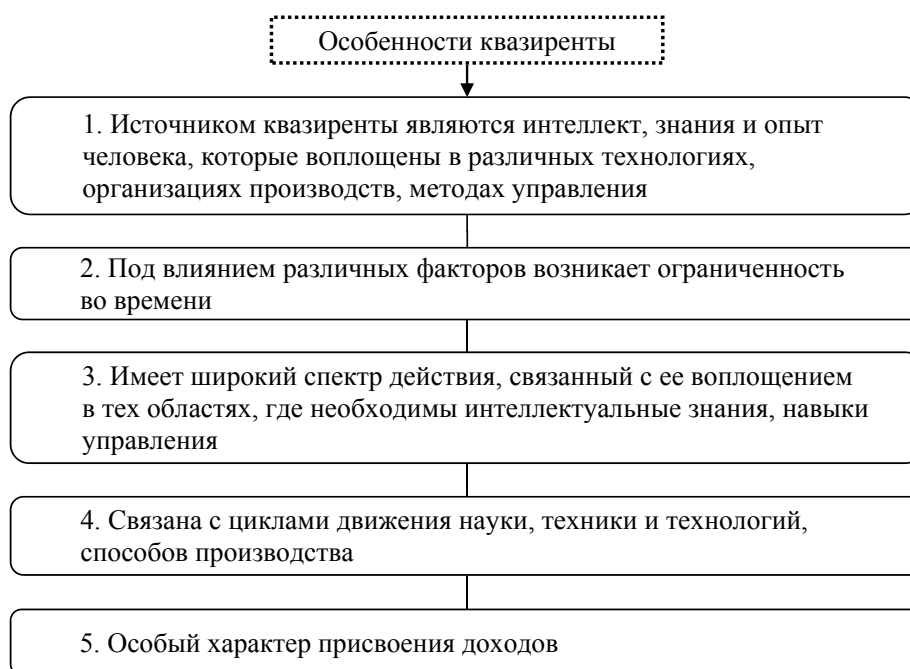 Особенности квазиренты
1. Источником квазиренты являются интеллект, знания и опыт
человека, которые воплощены в различных технологиях,
организациях производств, методах управления
2. Под влиянием различных факторов возникает ограниченность
во времени
3. Имеет широкий спектр действия, связанный с ее воплощением
в тех областях, где необходимы интеллектуальные знания, навыки
управления
4. Связана с циклами движения науки, техники и технологий,
способов производства
5. Особый характер присвоения доходов